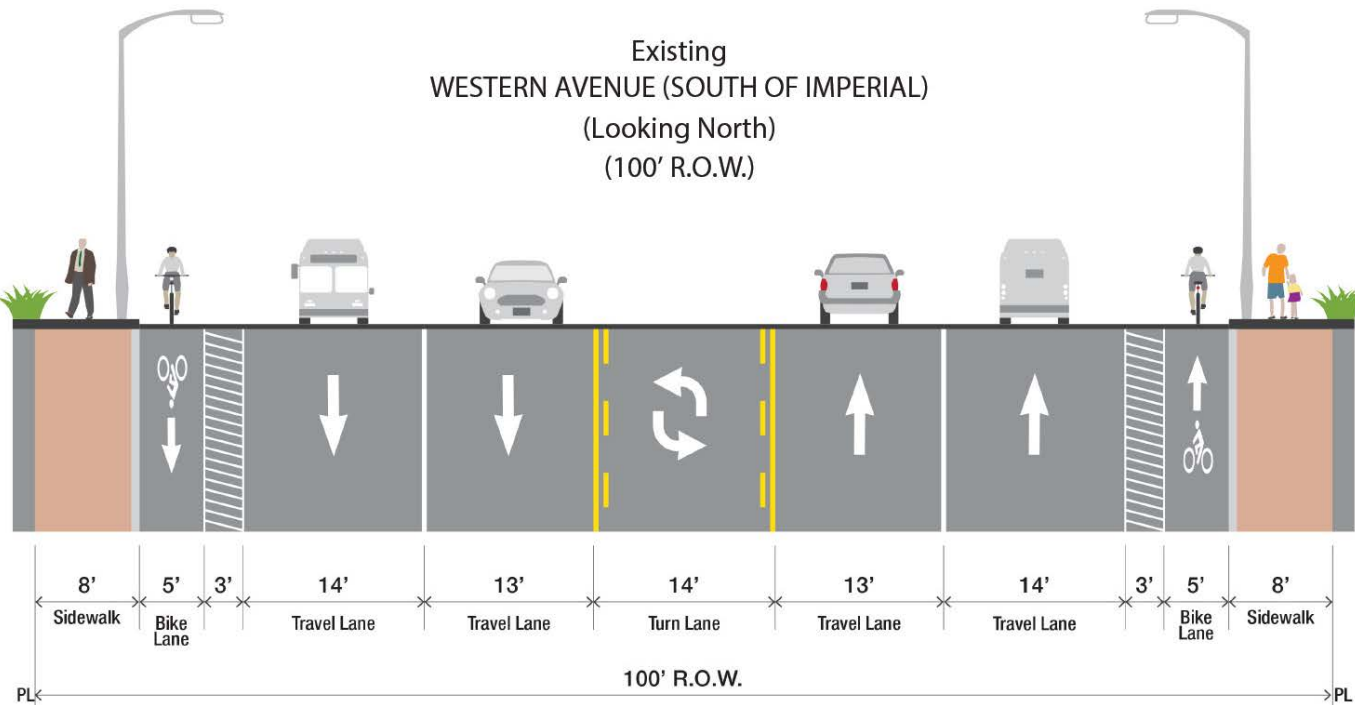 Existing
WESTERN AVENUE (SOUTH OF IMPERIAL)
(Looking North)
(100’ R.O.W.)
8’ 5’ 3’ 14’ 13’ 14’ 13’ 14’ 3’ 5’ 8’
Sidewalk Bike Lane Travel Lane Travel Lane Turn Lane Travel Lane Travel Lane Bike Lane Sidewalk
100’ R.O.W.
PL PL